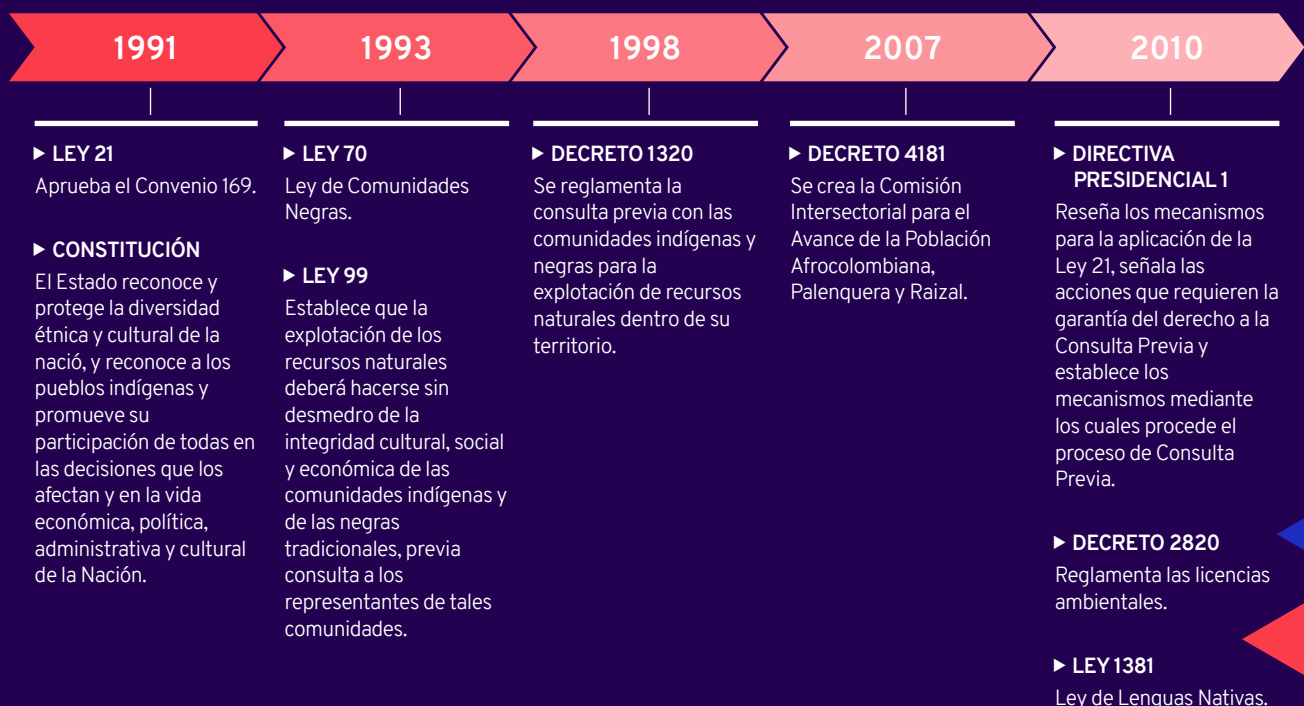 1991
▶ LEY 21
Aprueba el Convenio 169.
▶ CONSTITUCIÓN
El Estado reconoce y
protege la diversidad
étnica y cultural de la
nació, y reconoce a los
pueblos indígenas y
promueve su
participación de todas en
las decisiones que los
afectan y en la vida
económica, política,
administrativa y cultural
de la Nación.
1993
▶ LEY 70
Ley de Comunidades
Negras.
▶ LEY 99
Establece que la
explotación de los
recursos naturales
deberá hacerse sin
desmedro de la
integridad cultural, social
y económica de las
comunidades indígenas y
de las negras
tradicionales, previa
consulta a los
representantes de tales
comunidades.
1998
▶ DECRETO 1320
Se reglamenta la
consulta previa con las
comunidades indígenas y
negras para la
explotación de recursos
naturales dentro de su
territorio.
2007
▶ DECRETO 4181
Se crea la Comisión
Intersectorial para el
Avance de la Población
Afrocolombiana,
Palenquera y Raizal.
2010
▶ DIRECTIVA
PRESIDENCIAL 1
Reseña los mecanismos
para la aplicación de la
Ley 21, señala las
acciones que requieren la
garantía del derecho a la
Consulta Previa y
establece los
mecanismos mediante
los cuales procede el
proceso de Consulta
Previa.
▶ DECRETO 2820
Reglamenta las licencias
ambientales.
▶ LEY 1381
Ley de Lenguas Nativas.